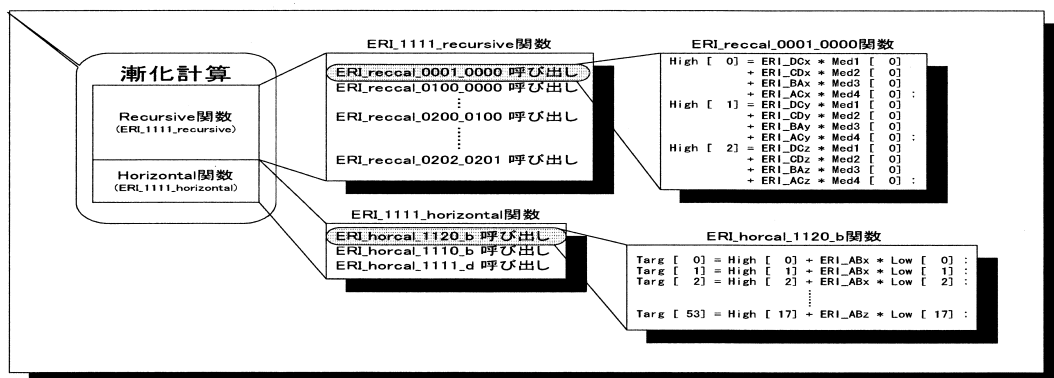 漸化計算
Recursive関数
(ERI_1111_recursive)
Horizontal関数
(ERI_1111_horizontal)
ERI_1111_recursive関数
ERI_reccal_0001_0000 呼び出し
ERI_reccal_0100_0000 呼び出し
⋮
ERI_reccal_0200_0100 呼び出し
⋮
ERI_reccal_0202_0201 呼び出し
ERI_1111_horizontal関数
ERI_horcal_1120_b 呼び出し
ERI_horcal_1110_b 呼び出し
ERI_horcal_1111_d 呼び出し
ERI_reccal_0001_0000関数
High [ 0] = ERI_DCx * Med1 [ 0]
+ ERI_CDx * Med2 [ 0]
+ ERI_BAx * Med3 [ 0]
+ ERI_ACx * Med4 [ 0] :
High [ 1] = ERI_DCy * Med1 [ 0]
+ ERI_CDy * Med2 [ 0]
+ ERI_BAy * Med3 [ 0]
+ ERI_ACy * Med4 [ 0] :
High [ 2] = ERI_DCz * Med1 [ 0]
+ ERI_CDz * Med2 [ 0]
+ ERI_BAz * Med3 [ 0]
+ ERI_ACz * Med4 [ 0] :
ERI_horcal_1120_b関数
Targ [ 0] = High [ 0] + ERI_ABx * Low [ 0] :
Targ [ 1] = High [ 1] + ERI_ABx * Low [ 1] :
Targ [ 2] = High [ 2] + ERI_ABx * Low [ 2] :
⋮
Targ [ 53] = High [ 17] + ERI_ABz * Low [ 17] :